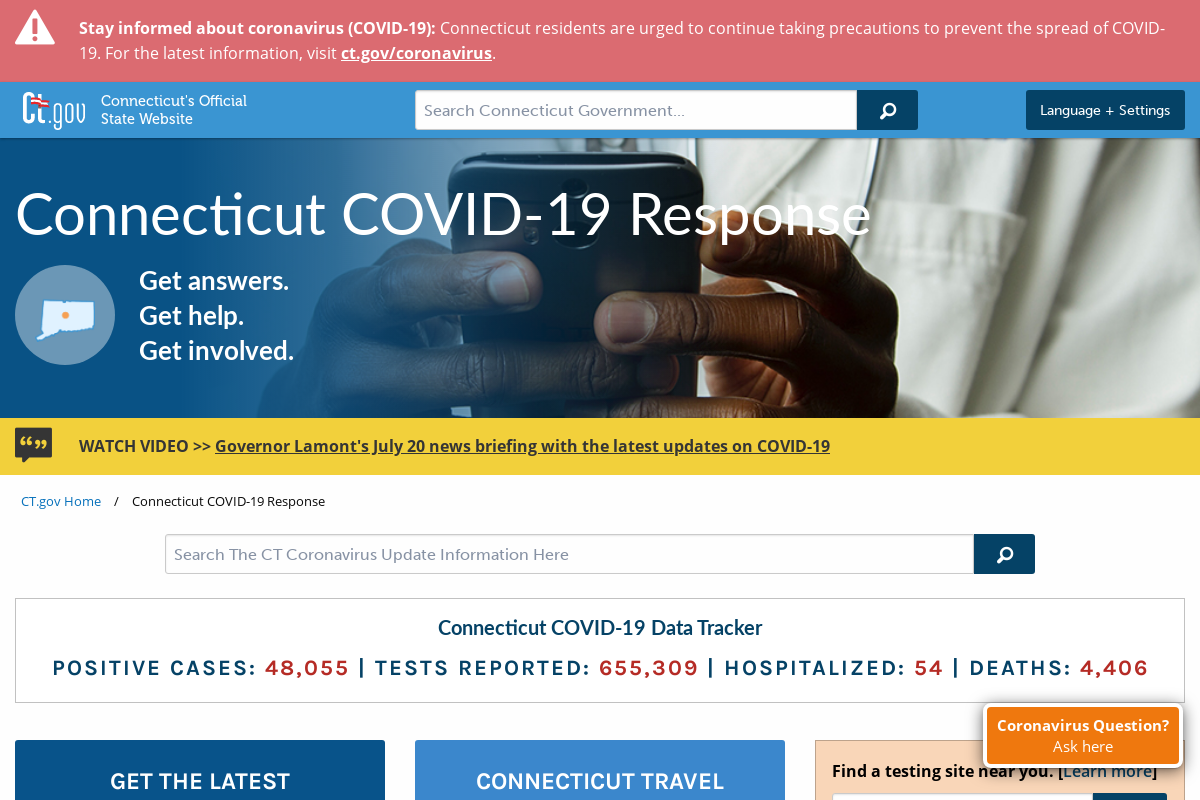 Stay informed about coronavirus (COVID-19): Connecticut residents are urged to continue taking precautions to prevent the spread of COVID-
19. For the latest information, visit ct.gov/coronavirus.
Ct.gov
Connecticut's Official
State Website
Search Connecticut Government...
Language + Settings
Connecticut COVID-19 Response
Get answers.
Get help.
Get involved.
WATCH VIDEO >> Governor Lamont's July 20 news briefing with the latest updates on COVID-19
CT.gov Home / Connecticut COVID-19 Response
Search The CT Coronavirus Update Information Here
Connecticut COVID-19 Data Tracker
POSITIVE CASES: 48,055 | TESTS REPORTED: 655,309 | HOSPITALIZED: 54 | DEATHS: 4,406
Coronavirus Question?
Ask here
GET THE LATEST
CONNECTICUT TRAVEL
Find a testing site near you. [Learn more]